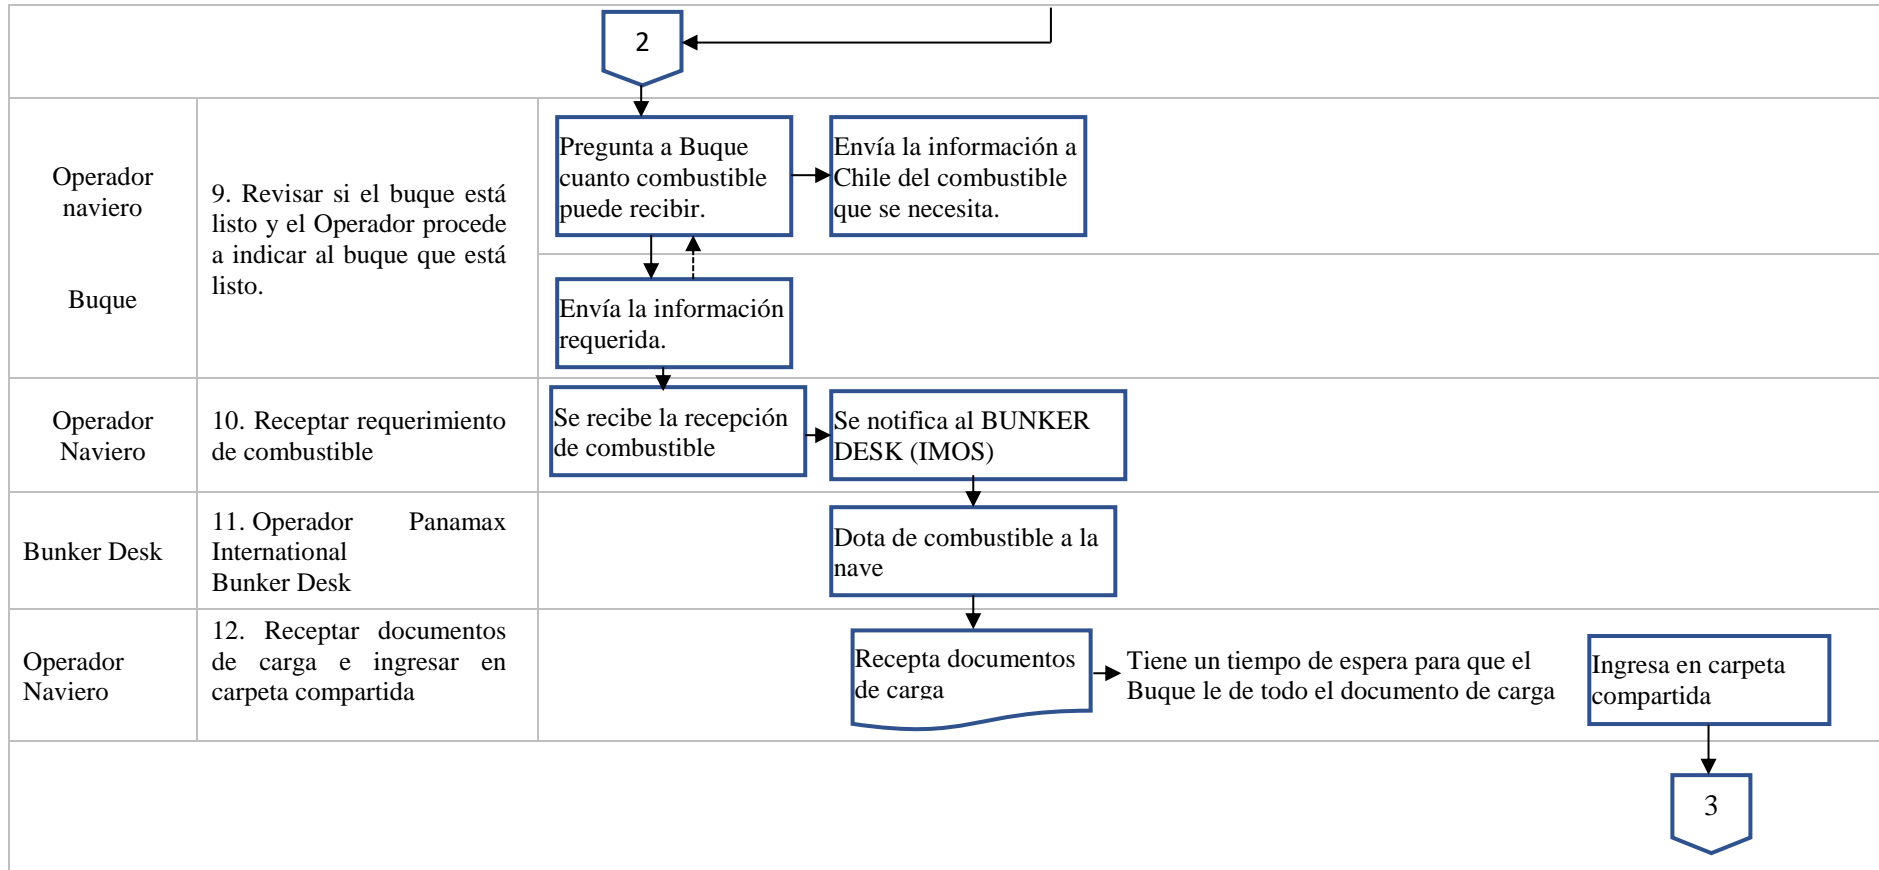 2
Operador
naviero
Buque
9. Revisar si el buque está
listo y el Operador procede
a indicar al buque que está
listo.
Pregunta a Buque
cuanto combustible
puede recibir.
Envía la información a
Chile del combustible
que se necesita.
Envía la información
requerida.
Operador
Naviero
10. Receptar requerimiento
de combustible
Se recibe la recepción
de combustible
Se notifica al BUNKER
DESK (IMOS)
Bunker Desk
11. Operador Panamax
International
Bunker Desk
Dota de combustible a la
nave
Operador
Naviero
12. Receptar documentos
de carga e ingresar en
carpeta compartida
Recepta documentos
de carga
Tiene un tiempo de espera para que el
Buque le de todo el documento de carga
Ingresa en carpeta
compartida
3